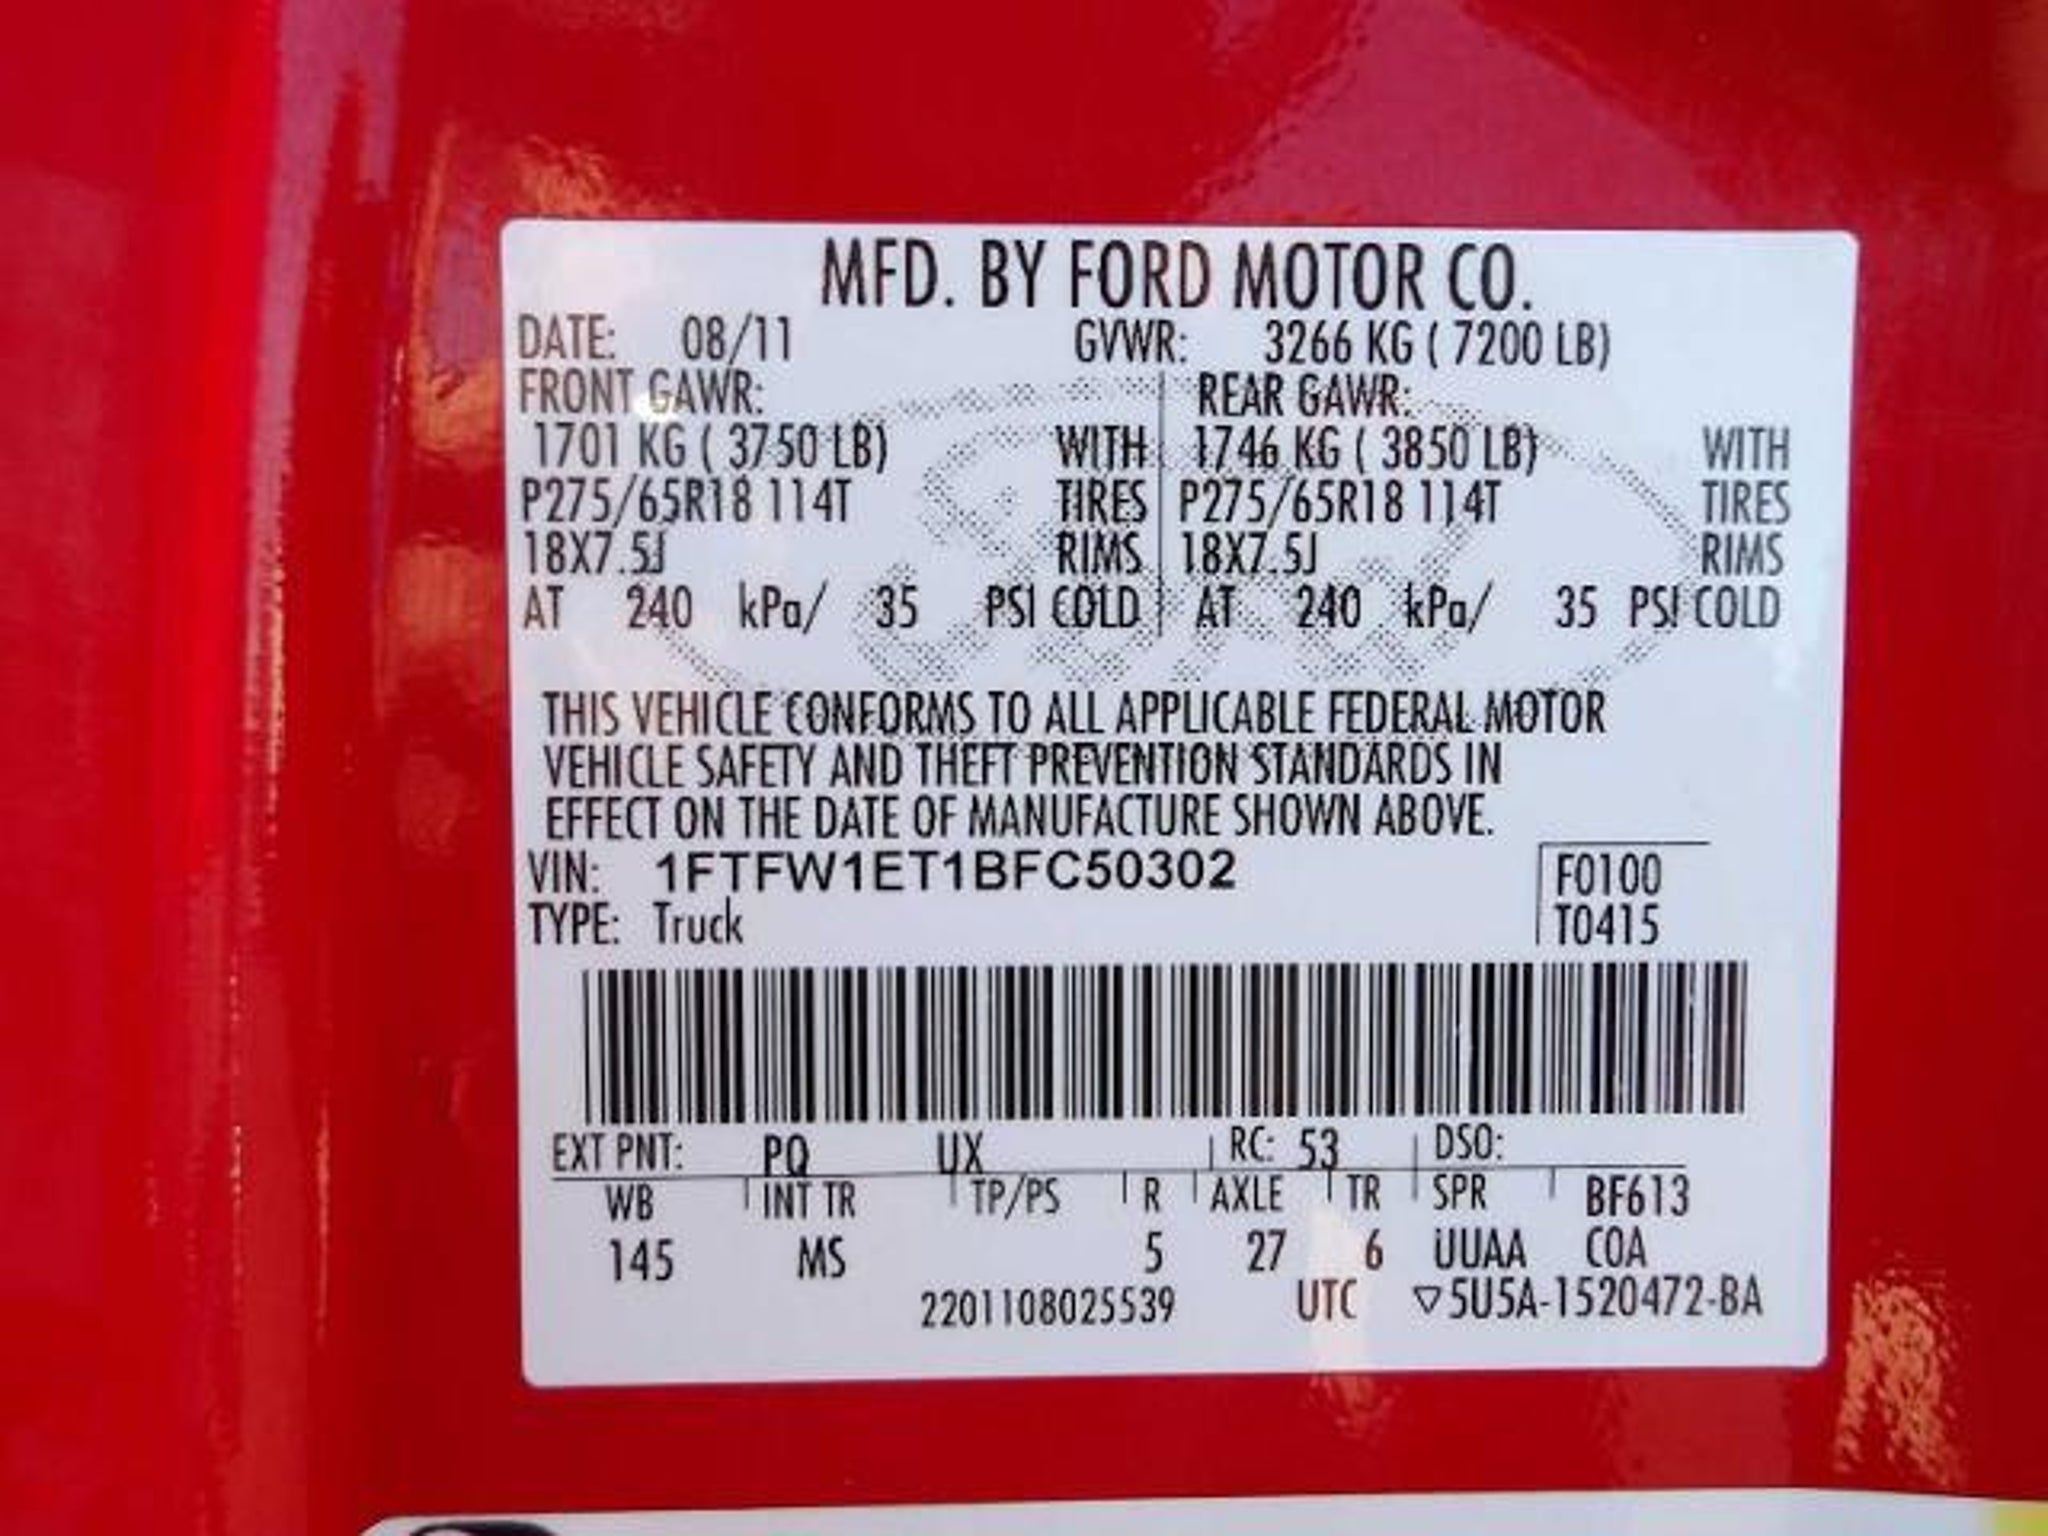 MFD. BY FORD MOTOR CO.
DATE: 08/11 GVWR: 3266 KG ( 7200 LB)
FRONT GAWR: REAR GAWR:
1701 KG ( 3750 LB) WITH 1746 KG ( 3850 LB) WITH
P275/65R18 114T TIRES P275/65R18 114T TIRES
18X7.5J RIMS 18X7.5J RIMS
AT 240 kPa/ 35 PSI COLD AT 240 kPa/ 35 PSI COLD
THIS VEHICLE CONFORMS TO ALL APPLICABLE FEDERAL MOTOR
VEHICLE SAFETY AND THEFT PREVENTION STANDARDS IN
EFFECT ON THE DATE OF MANUFACTURE SHOWN ABOVE.
VIN: 1FTFW1ET1BFC50302 F0100
TYPE: Truck T0415
EXT PNT: PQ UX RC: 53 DSO:
WB INT TR TP/PS R AXLE TR SPR BF613
145 MS 5 27 6 UUAA COA
2201108025539 UTC ▽5U5A-1520472-BA